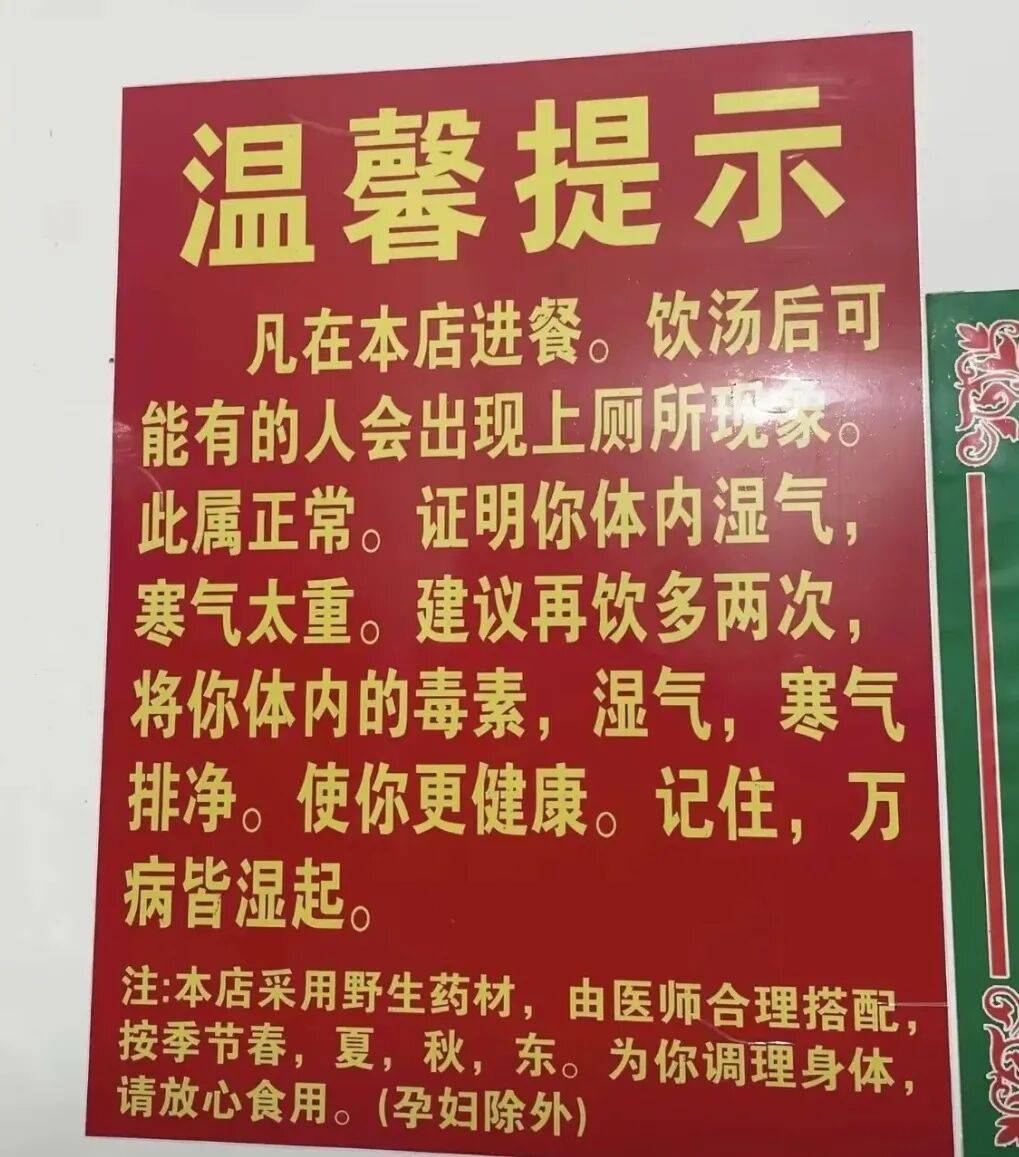 温馨提示
凡在本店进餐。饮汤后可
能有的人会出现上厕所现象。
此属正常。证明你体内湿气，
寒气太重。建议再饮多两次，
将你体内的毒素，湿气，寒气
排净。使你更健康。记住，万
病皆湿起。
注:本店采用野生药材，由医师合理搭配，
按季节春，夏，秋，东。为你调理身体，
请放心食用。(孕妇除外)